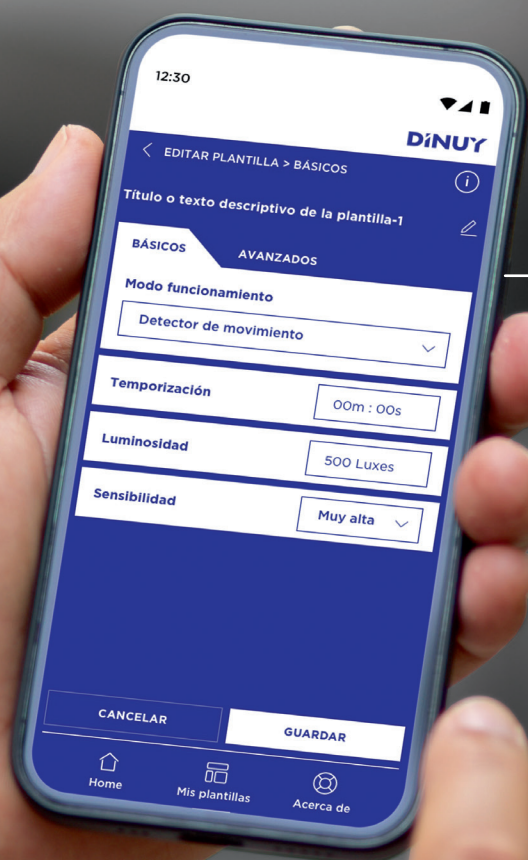 12:30
DINUY
EDITAR PLANTILLA > BÁSICOS
Título o texto descriptivo de la plantilla-1
BÁSICOS
AVANZADOS
Modo funcionamiento
Detector de movimiento
Temporización
00m : 00s
Luminosidad
500 Luxes
Sensibilidad
Muy alta
CANCELAR
GUARDAR
Home
Mis plantillas
Acerca de